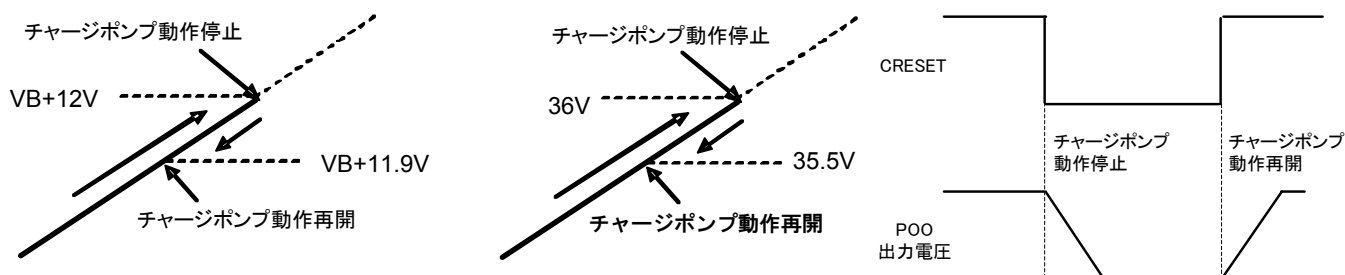 チャージポンプ動作停止
VB+12V
VB+11.9V
チャージポンプ動作再開
チャージポンプ動作停止
36V
35.5V
チャージポンプ動作再開
CRESET
チャージポンプ
動作停止
チャージポンプ
動作再開
POO
出力電圧